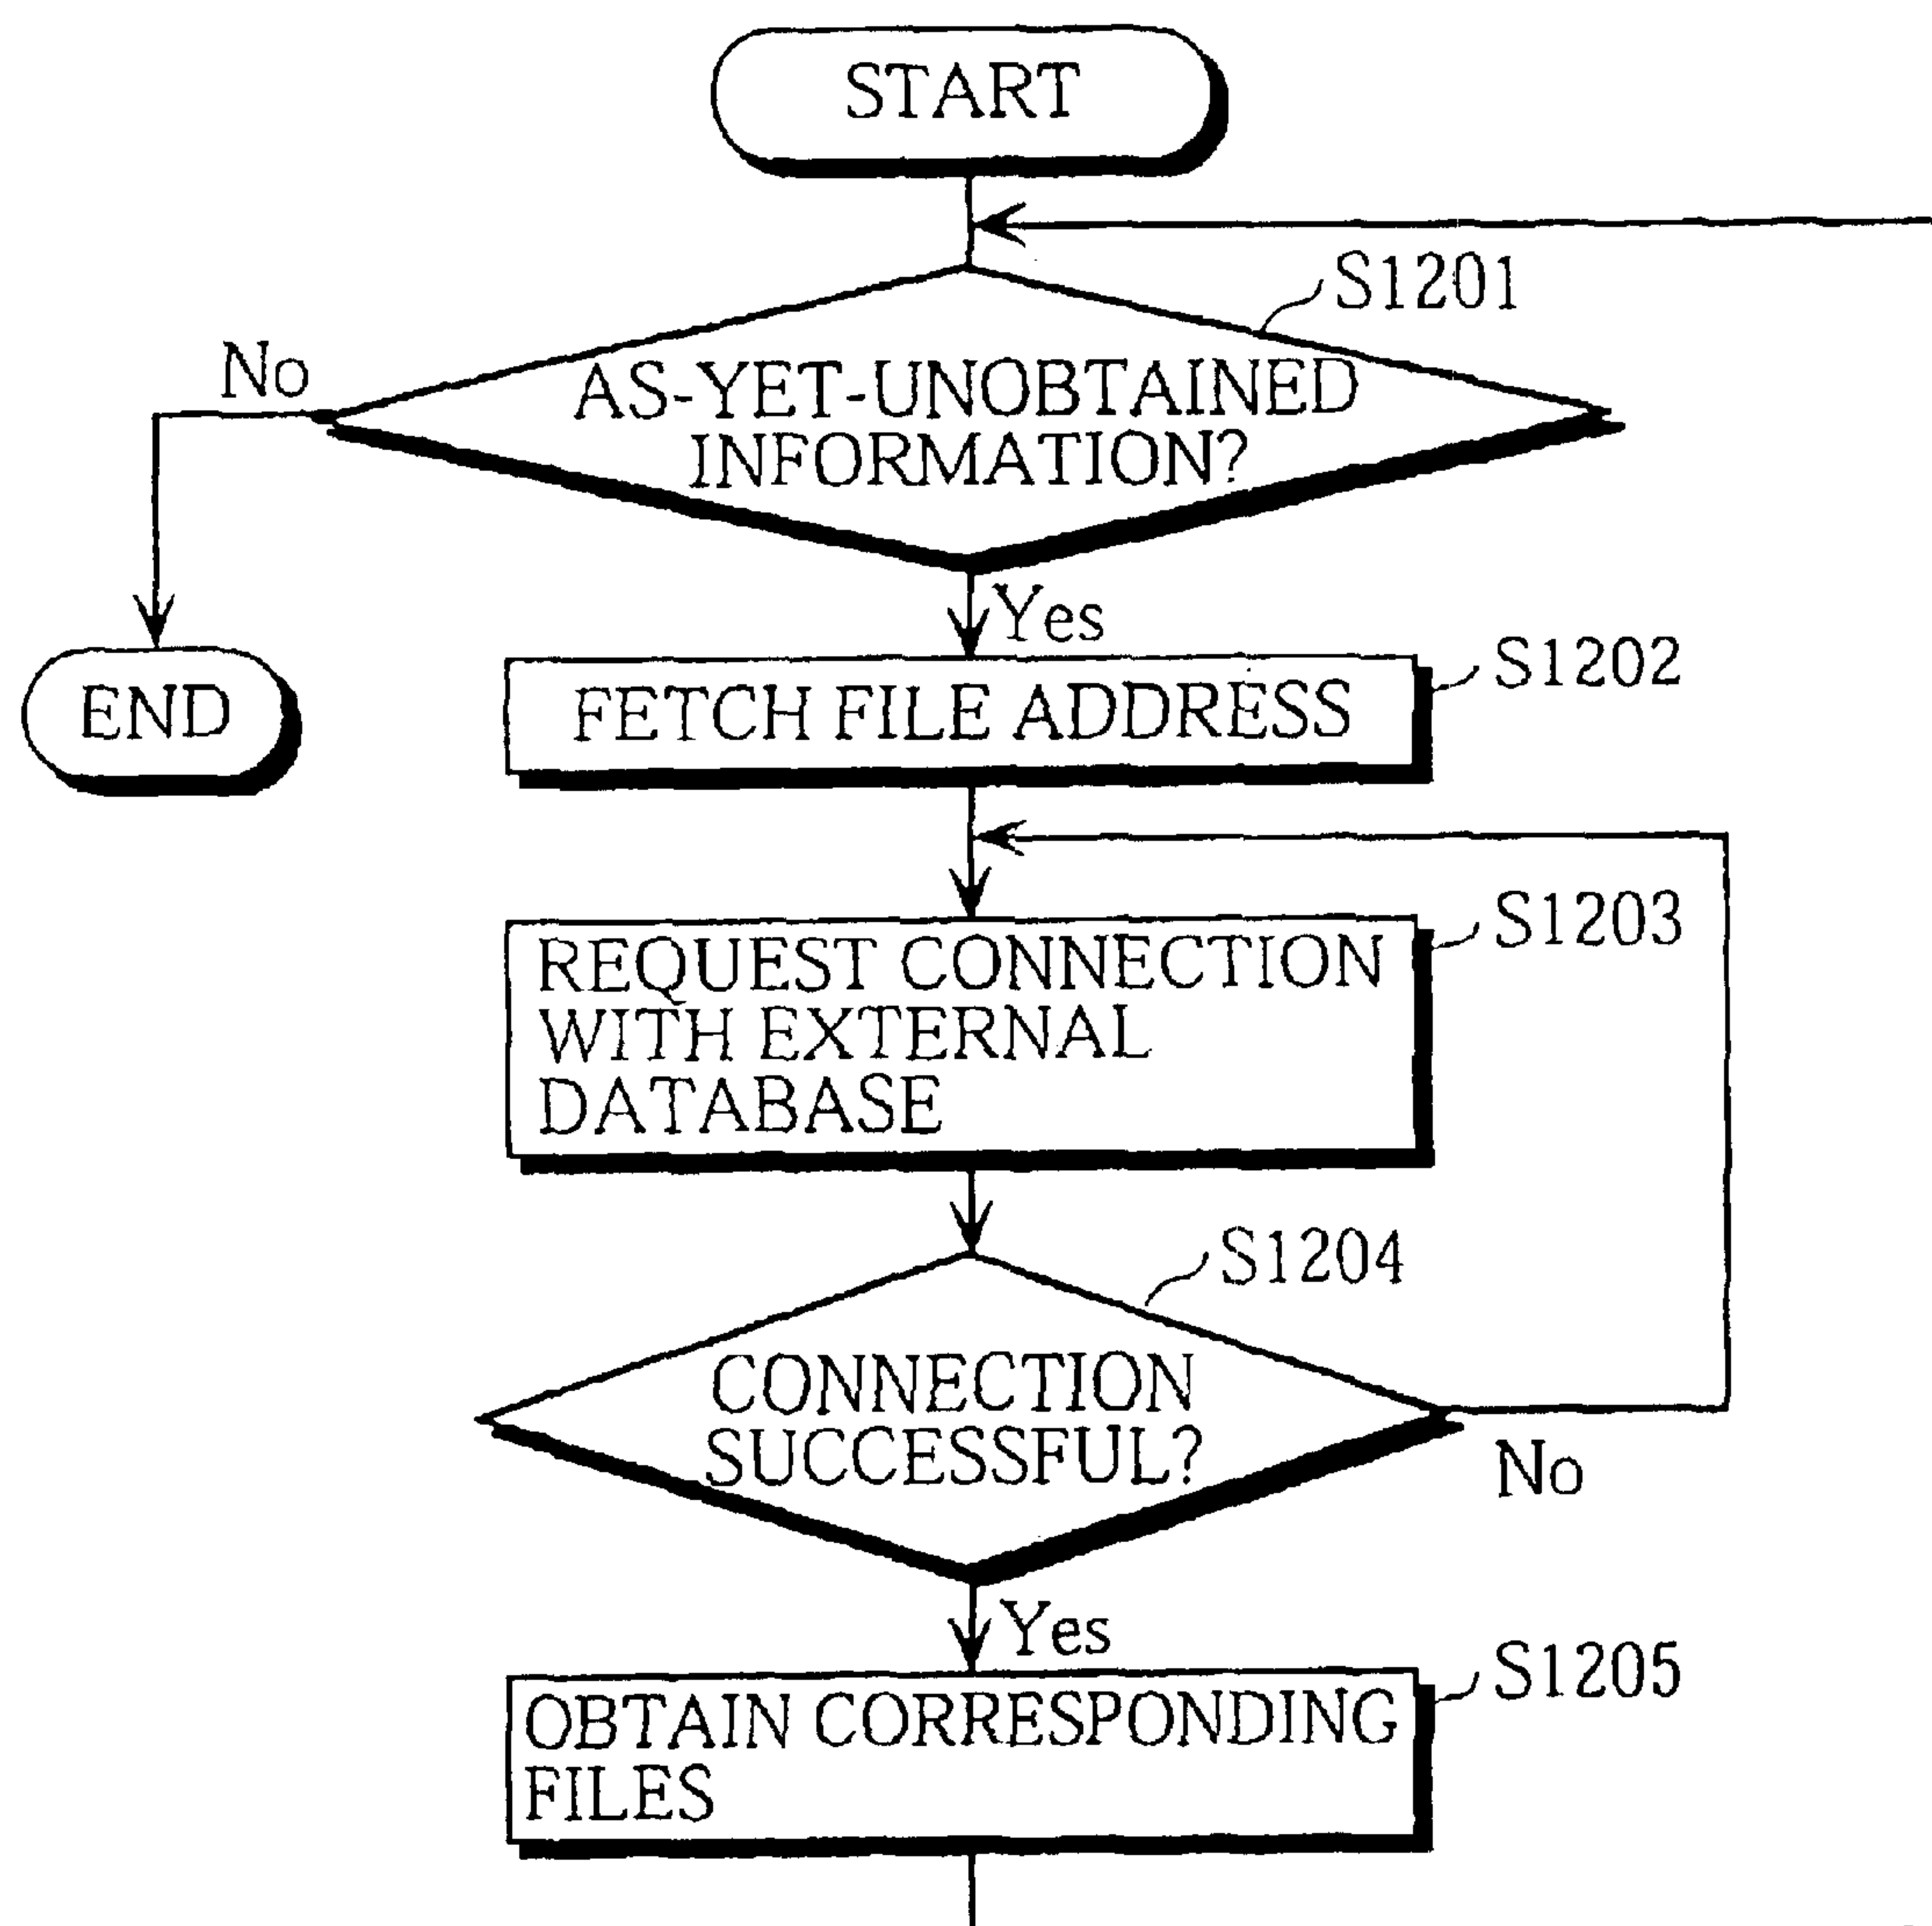 START
S1201
No
AS-YET-UNOBTAINED
INFORMATION?
Yes
S1202
END
FETCH FILE ADDRESS
S1203
REQUEST CONNECTION
WITH EXTERNAL
DATABASE
S1204
CONNECTION
SUCCESSFUL?
No
Yes
S1205
OBTAIN CORRESPONDING
FILES